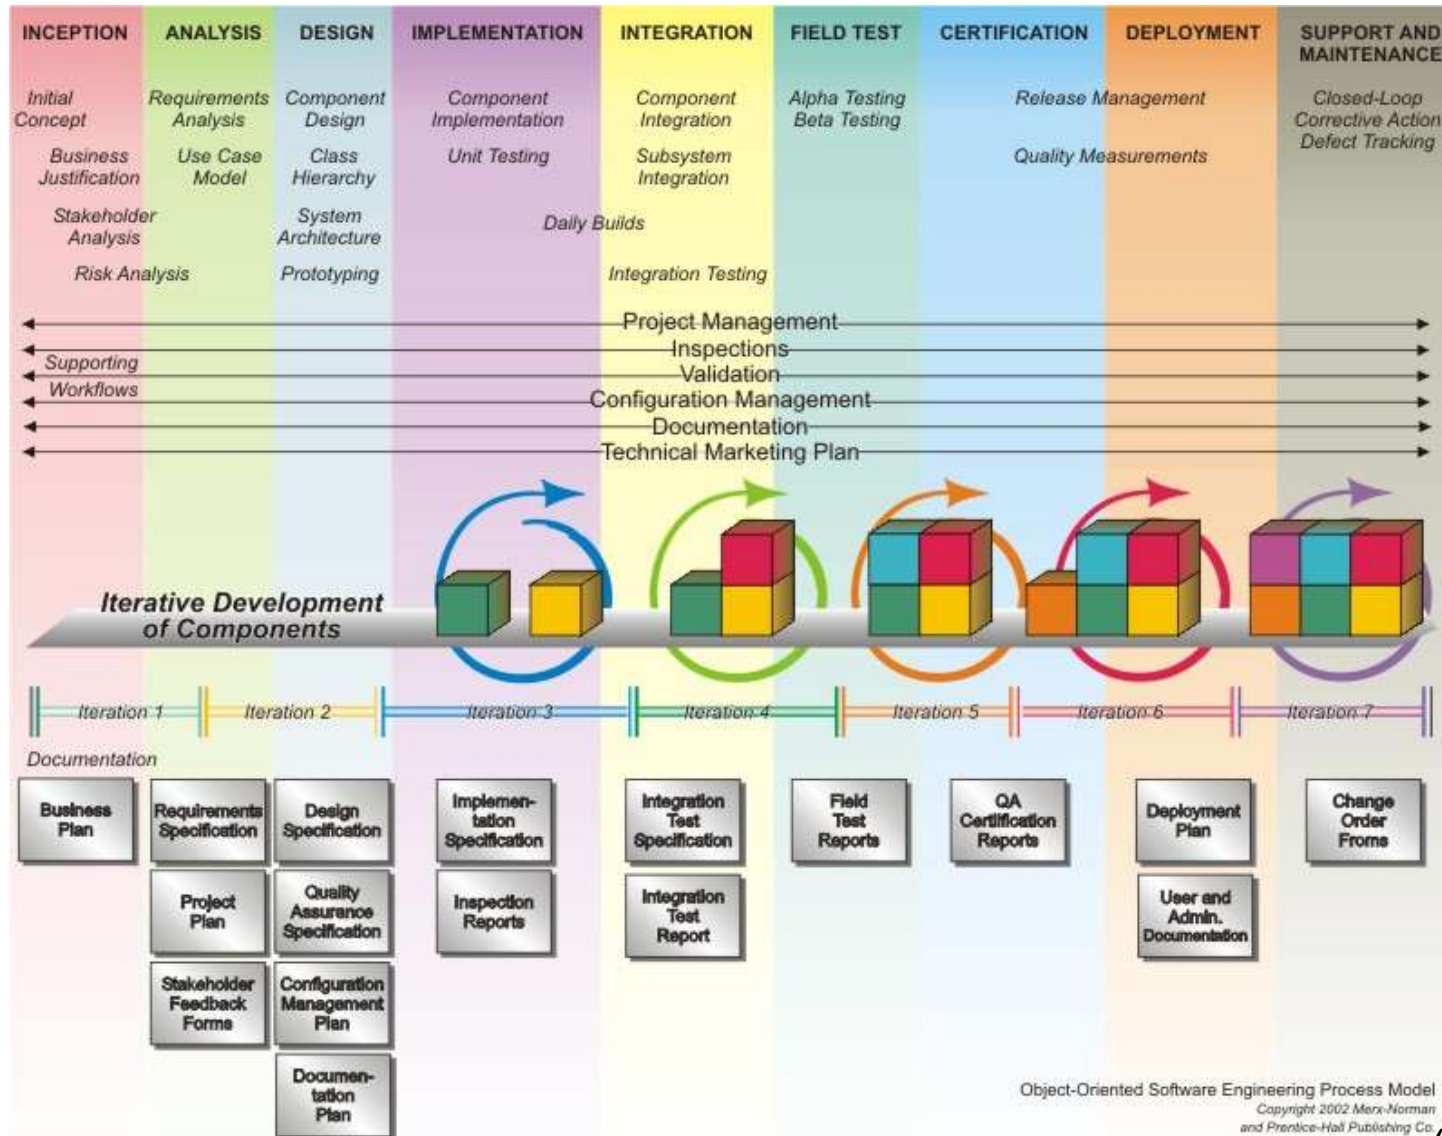 INCEPTION
ANALYSIS
DESIGN
IMPLEMENTATION
INTEGRATION
FIELD TEST
CERTIFICATION
DEPLOYMENT
SUPPORT AND
MAINTENANCE
Initial
Concept
Business
Justification
Stakeholder
Analysis
Risk Analysis
Requirements
Analysis
Use Case
Model
Component
Design
Class
Hierarchy
System
Architecture
Prototyping
Component
Implementation
Unit Testing
Daily Builds
Component
Integration
Subsystem
Integration
Integration Testing
Alpha Testing
Beta Testing
Release Management
Quality Measurements
Closed-Loop
Corrective Action
Defect Tracking
Supporting
Workflows
Project Management
Inspections
Validation
Configuration Management
Documentation
Technical Marketing Plan
Iterative Development
of Components
Iteration 1
Iteration 2
Iteration 3
Iteration 4
Iteration 5
Iteration 6
Iteration 7
Documentation
Business
Plan
Requirements
Specification
Project
Plan
Stakeholder
Feedback
Forms
Design
Specification
Quality
Assurance
Specification
Configuration
Management
Plan
Documen-
tation
Plan
Implemen-
tation
Specification
Inspection
Reports
Integration
Test
Specification
Integration
Test
Report
Field
Test
Reports
QA
Certification
Reports
Deployment
Plan
User and
Admin.
Documentation
Change
Order
Froms
Object-Oriented Software Engineering Process Model
Copyright 2002 Merx-Norman
and Prentice-Hall Publishing Co.